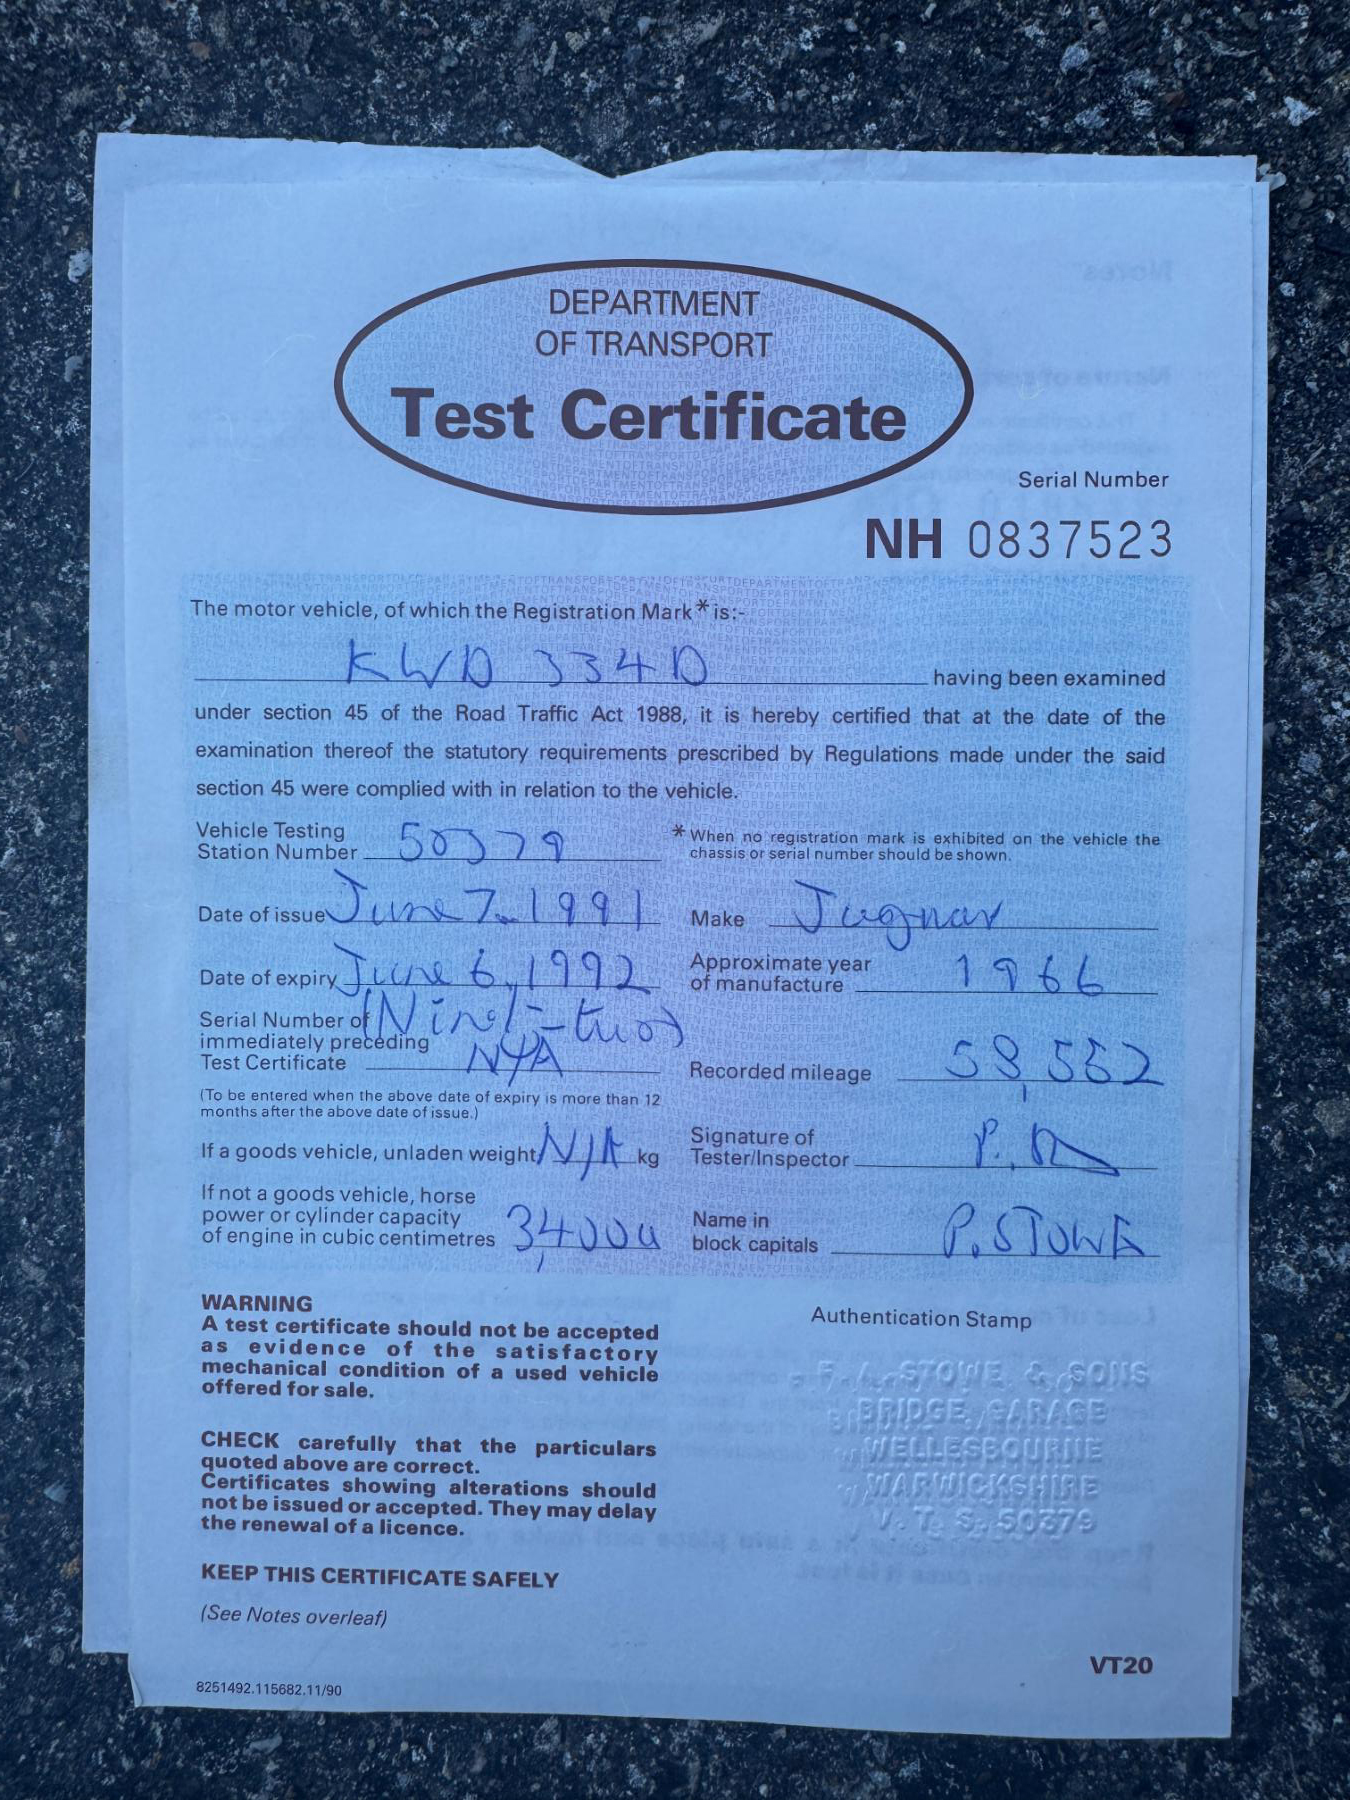 DEPARTMENT
OF TRANSPORT
Test Certificate
Serial Number
NH 0837523
The motor vehicle, of which the Registration Mark* is:-
KWD 334D having been examined
under section 45 of the Road Traffic Act 1988, it is hereby certified that at the date of the
examination thereof the statutory requirements prescribed by Regulations made under the said
section 45 were complied with in relation to the vehicle.
Vehicle Testing
Station Number 50379
* When no registration mark is exhibited on the vehicle the
chassis or serial number should be shown.
Date of issue June 7. 1991
Make Jaguar
Date of expiry June 6, 1992
(Ninety-two)
Approximate year
of manufacture 1966
Serial Number of
immediately preceding
Test Certificate N/A
Recorded mileage 58,552
(To be entered when the above date of expiry is more than 12
months after the above date of issue.)
If a goods vehicle, unladen weight N/A kg
Signature of
Tester/Inspector P.
If not a goods vehicle, horse
power or cylinder capacity
of engine in cubic centimetres
Name in
block capitals P. STOWE
WARNING
A test certificate should not be accepted
as evidence of the satisfactory
mechanical condition of a used vehicle
offered for sale.
CHECK carefully that the particulars
quoted above are correct.
Certificates showing alterations should
not be issued or accepted. They may delay
the renewal of a licence.
KEEP THIS CERTIFICATE SAFELY
(See Notes overleaf)
Authentication Stamp
F. A. STOWE & SONS
BRIDGE GARAGE
WELLESBOURNE
WARWICKSHIRE
V. T. S. 50379
VT20
8251492.115682.11/90